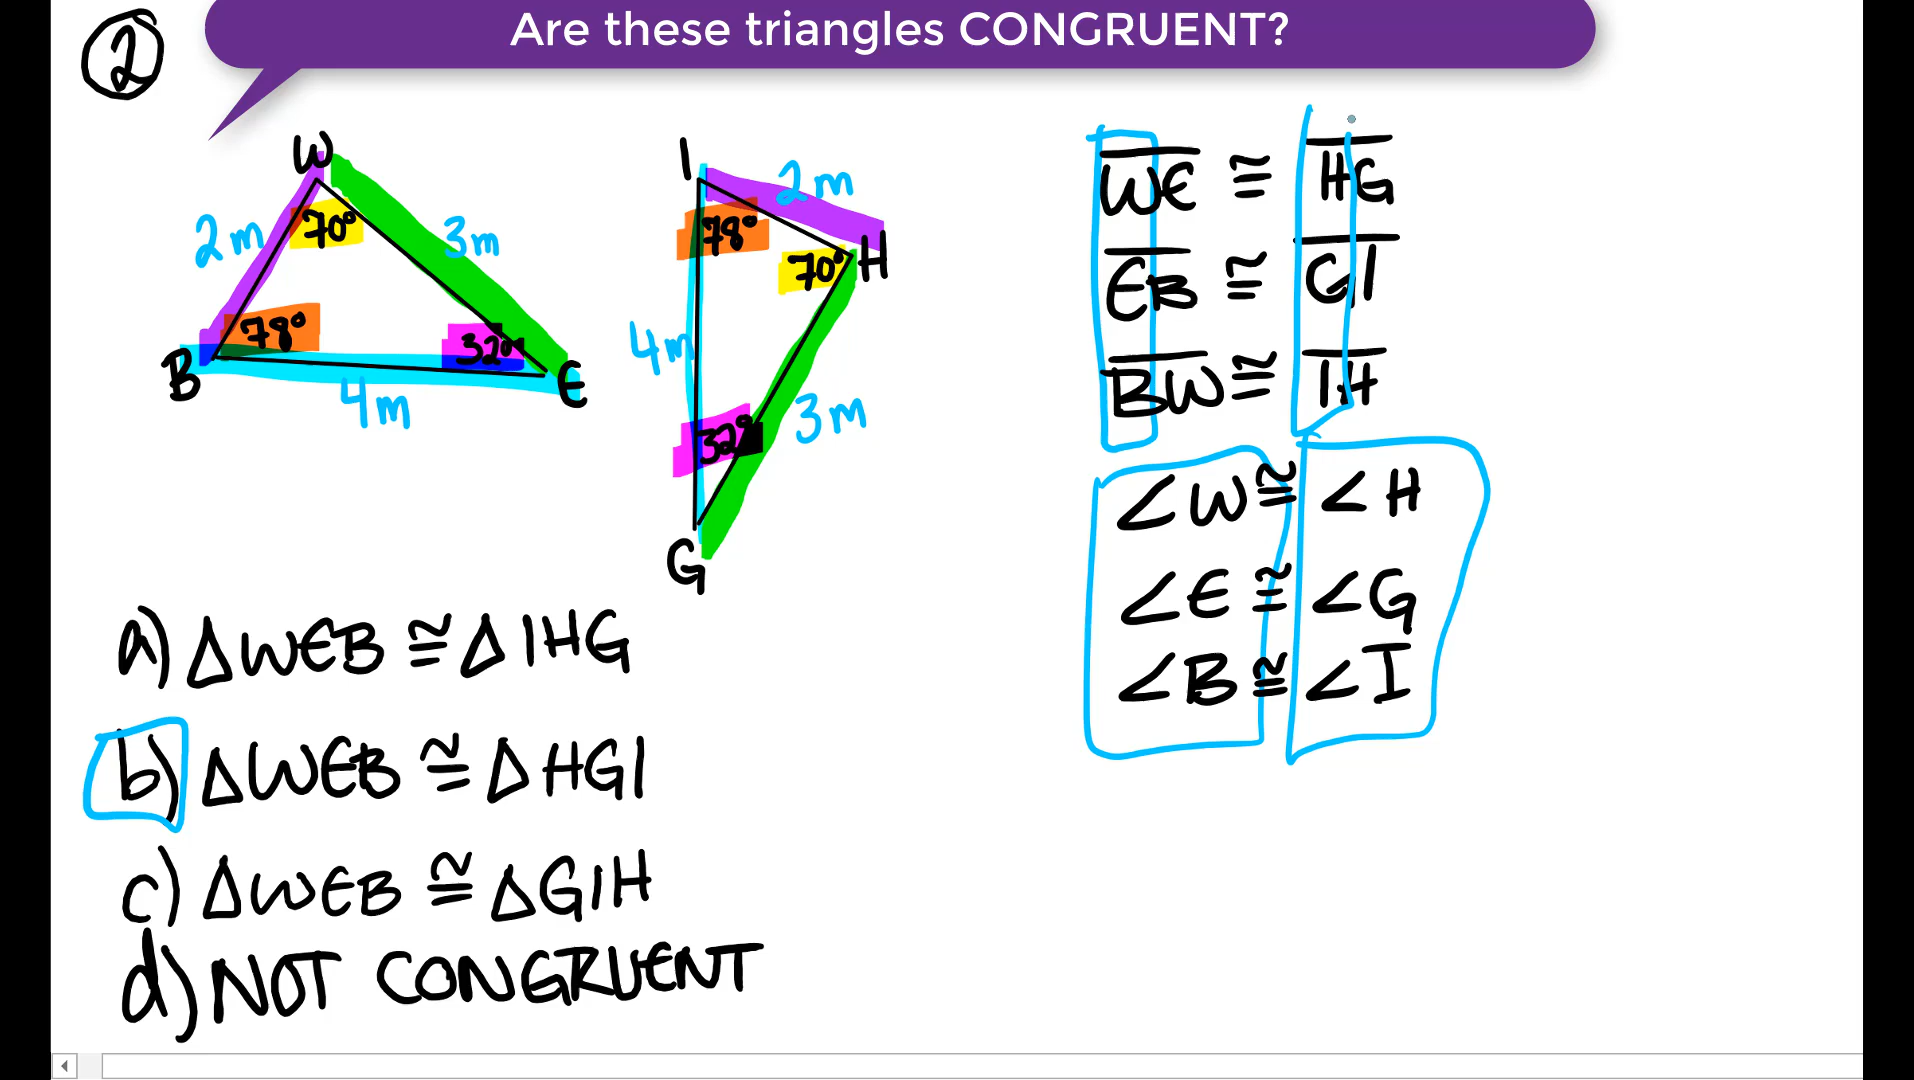 Are these triangles CONGRUENT?
2
W
70°
2m
3m
78°
32°
B
E
4m
I
2m
78°
70°
H
4m
32°
3m
G
WE ≅ HG
EB ≅ GI
BW ≅ IH
∠W ≅ ∠H
∠E ≅ ∠G
∠B ≅ ∠I
a) ΔWEB ≅ ΔIHG
b) ΔWEB ≅ ΔHGI
c) ΔWEB ≅ ΔGIH
d) NOT CONGRUENT